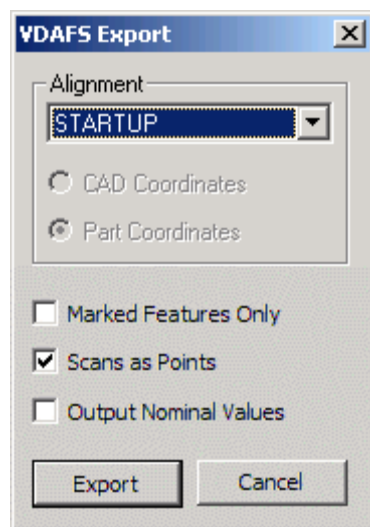 VDAFS Export
Alignment
STARTUP
CAD Coordinates
Part Coordinates
Marked Features Only
Scans as Points
Output Nominal Values
Export Cancel